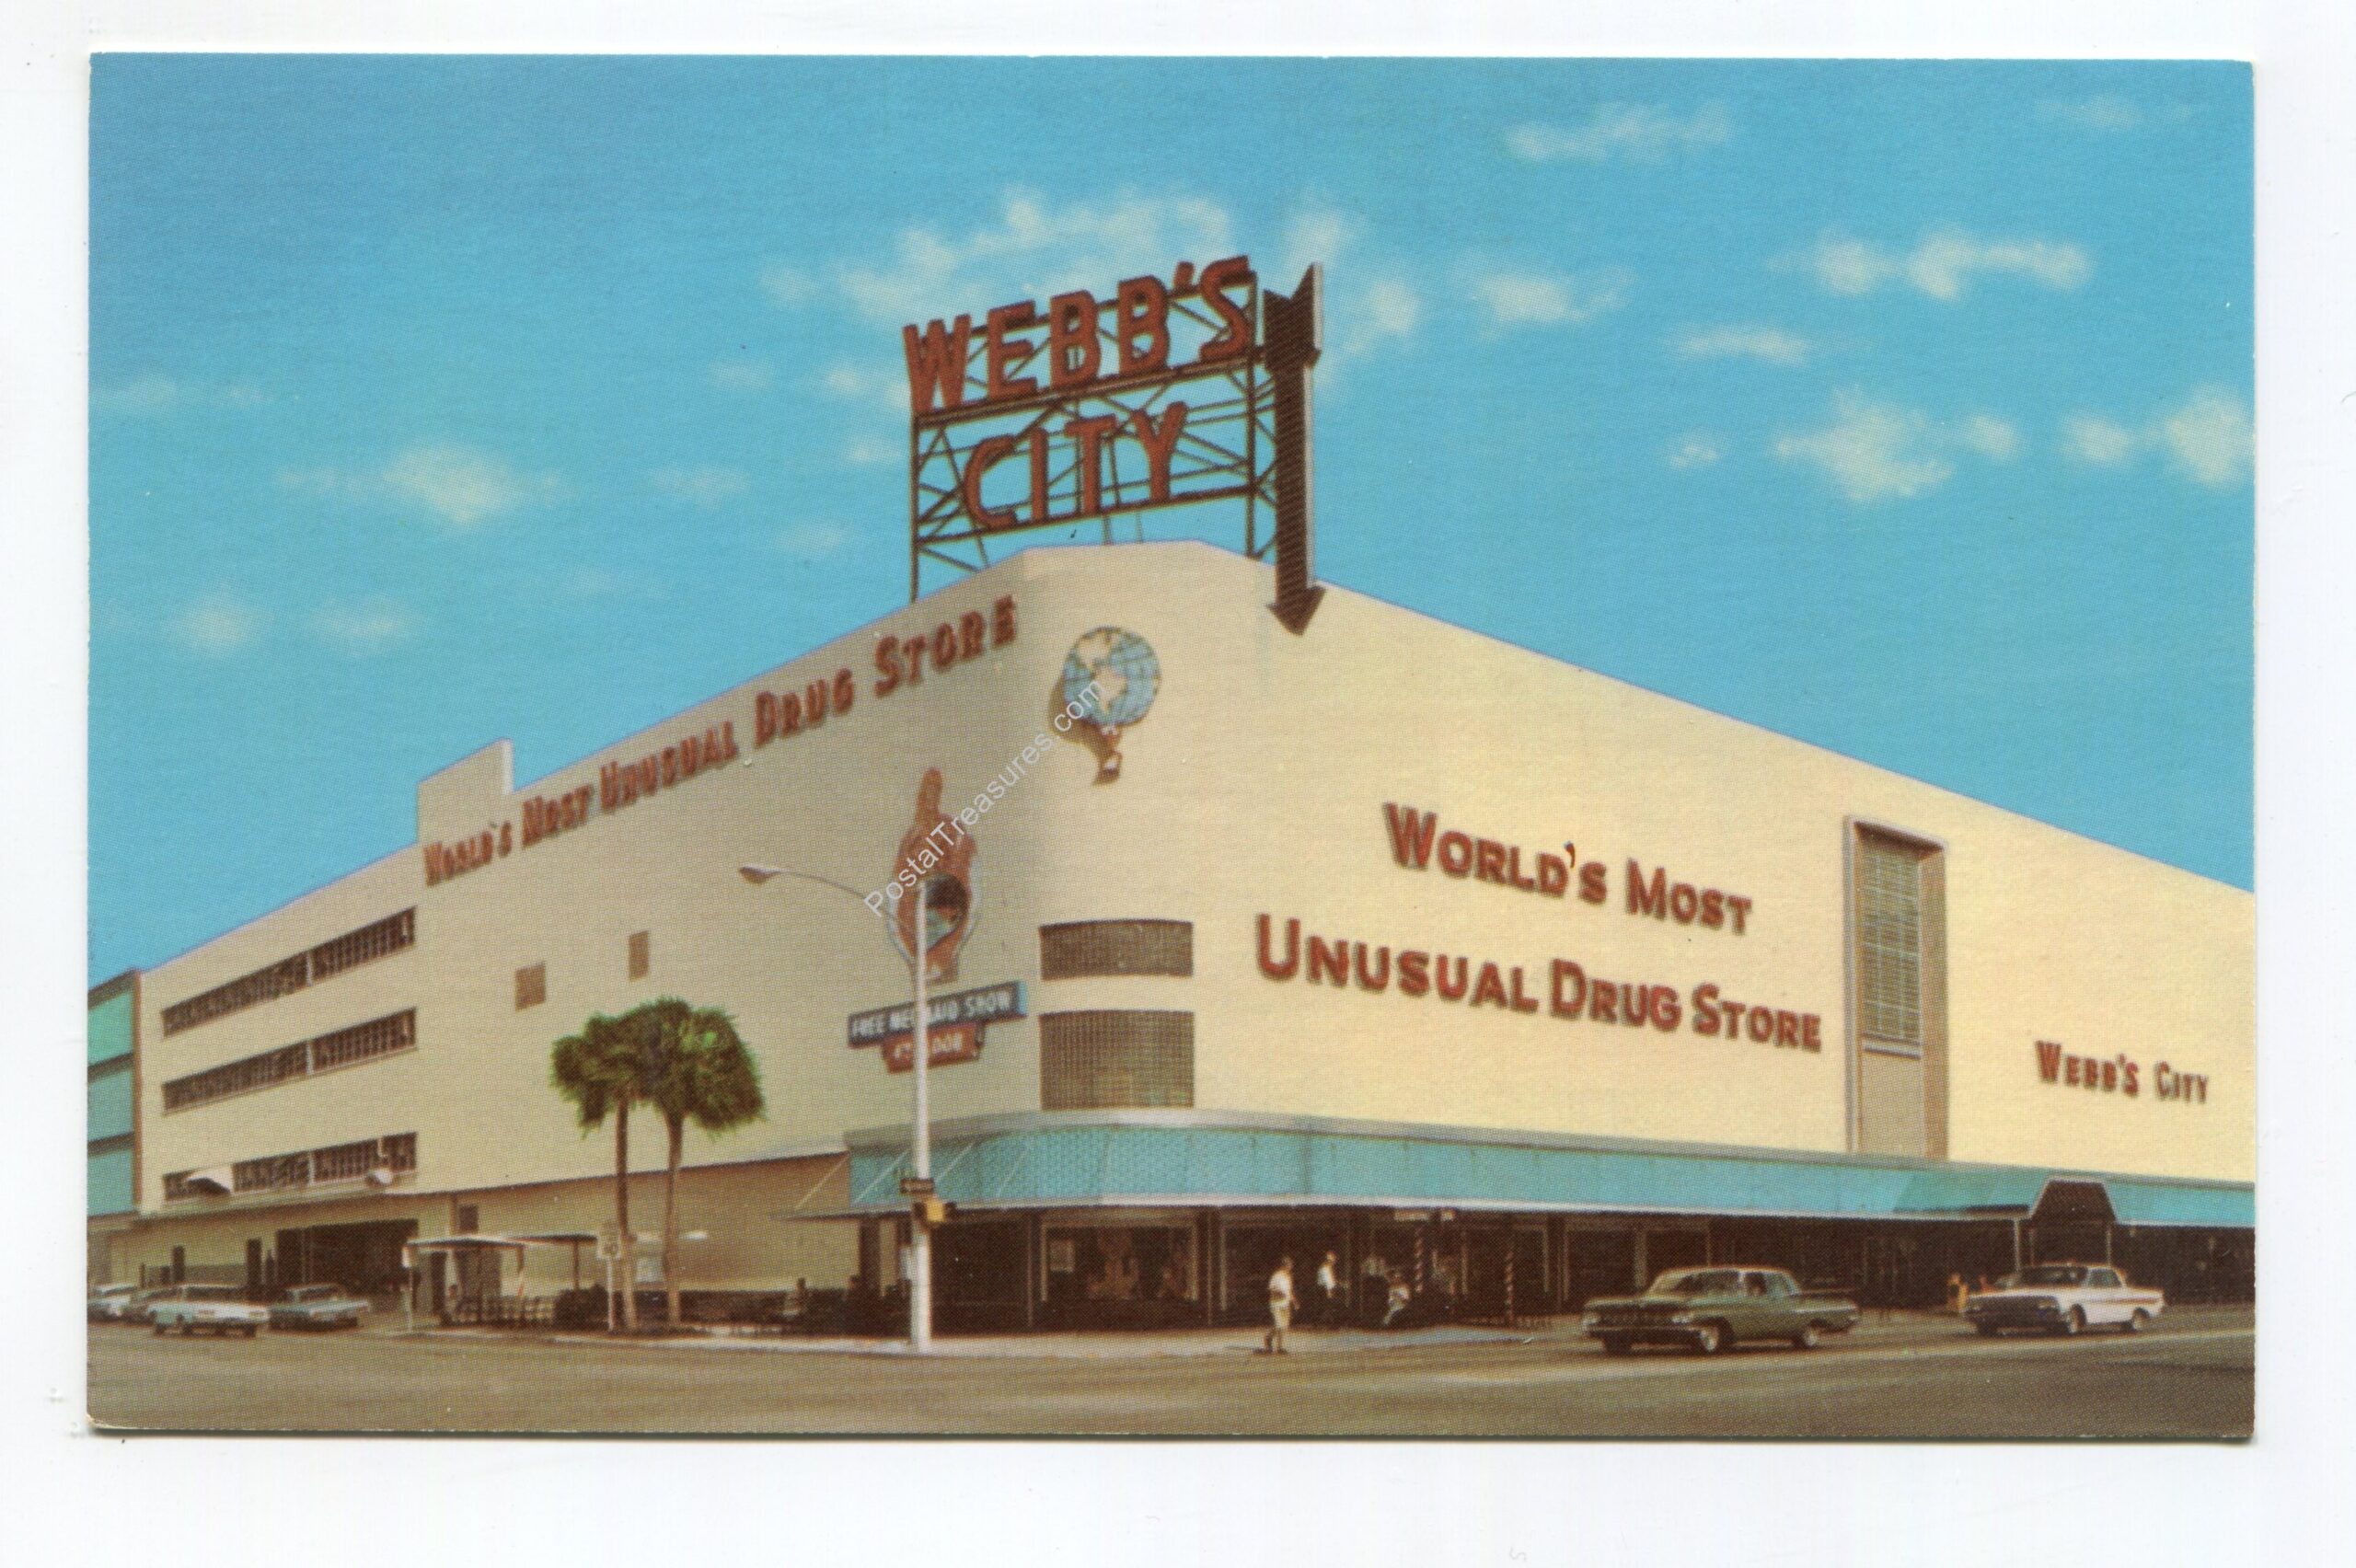 WEBB'S
CITY
WORLD'S MOST UNUSUAL DRUG STORE
PostalTreasures.com
WORLD'S MOST
UNUSUAL DRUG STORE
FREE MERMAID SHOW
WEBB'S CITY